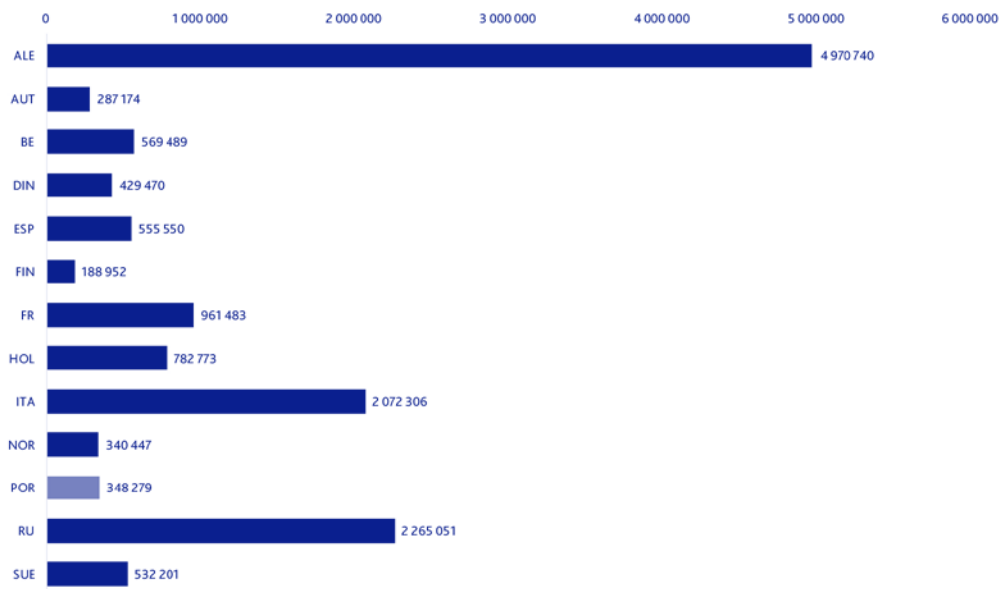 0 1 000 000 2 000 000 3 000 000 4 000 000 5 000 000 6 000 000
ALE 4 970 740
AUT 287 174
BE 569 489
DIN 429 470
ESP 555 550
FIN 188 952
FR 961 483
HOL 782 773
ITA 2 072 306
NOR 340 447
POR 348 279
RU 2 265 051
SUE 532 201